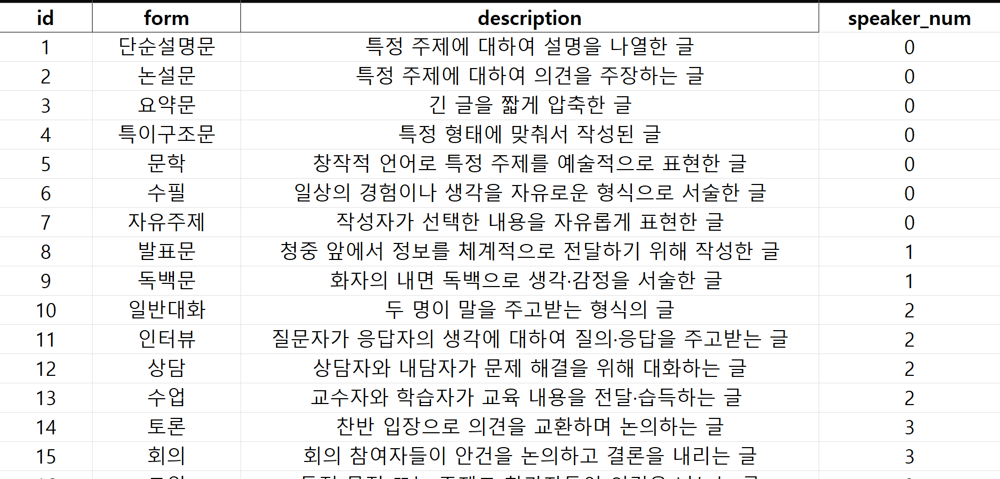 id form description speaker_num
1 단순설명문 특정 주제에 대하여 설명을 나열한 글 0
2 논설문 특정 주제에 대하여 의견을 주장하는 글 0
3 요약문 긴 글을 짧게 압축한 글 0
4 특이구조문 특정 형태에 맞춰서 작성된 글 0
5 문학 창작적 언어로 특정 주제를 예술적으로 표현한 글 0
6 수필 일상의 경험이나 생각을 자유로운 형식으로 서술한 글 0
7 자유주제 작성자가 선택한 내용을 자유롭게 표현한 글 0
8 발표문 청중 앞에서 정보를 체계적으로 전달하기 위해 작성한 글 1
9 독백문 화자의 내면 독백으로 생각·감정을 서술한 글 1
10 일반대화 두 명이 말을 주고받는 형식의 글 2
11 인터뷰 질문자가 응답자의 생각에 대하여 질의·응답을 주고받는 글 2
12 상담 상담자와 내담자가 문제 해결을 위해 대화하는 글 2
13 수업 교수자와 학습자가 교육 내용을 전달·습득하는 글 2
14 토론 찬반 입장으로 의견을 교환하며 논의하는 글 3
15 회의 회의 참여자들이 안건을 논의하고 결론을 내리는 글 3